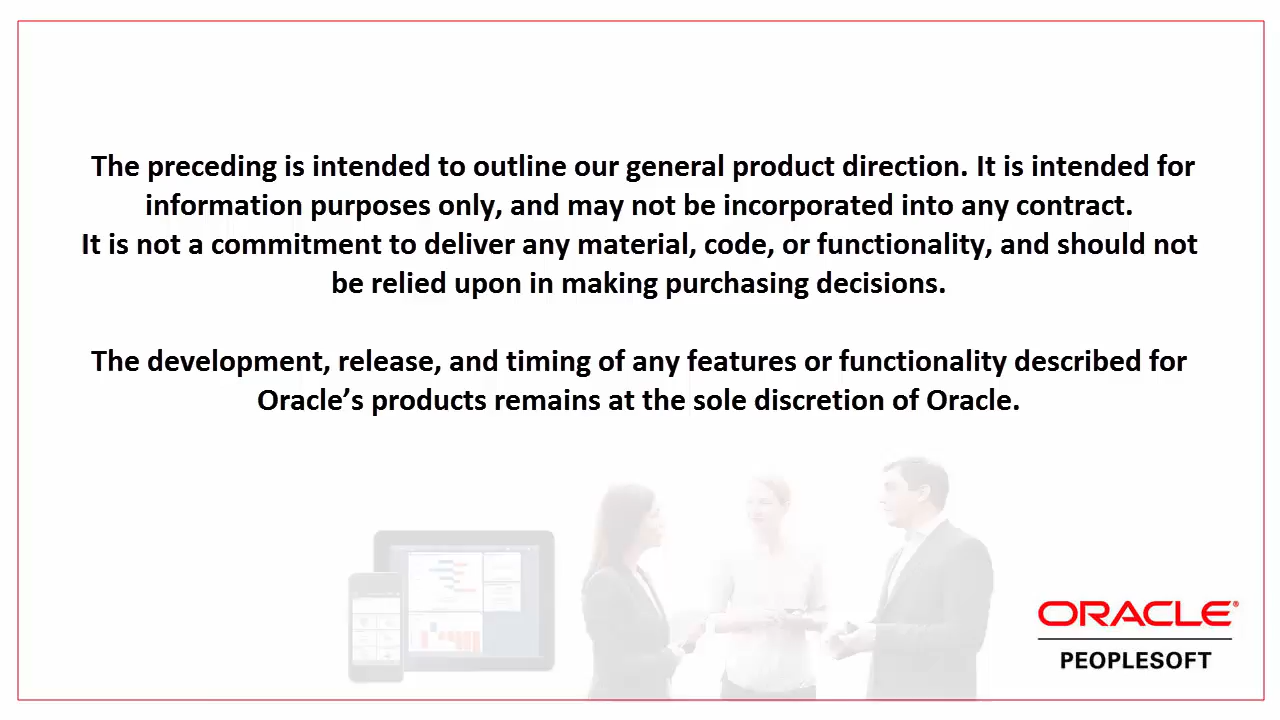 The preceding is intended to outline our general product direction. It is intended for
information purposes only, and may not be incorporated into any contract.
It is not a commitment to deliver any material, code, or functionality, and should not
be relied upon in making purchasing decisions.
The development, release, and timing of any features or functionality described for
Oracle’s products remains at the sole discretion of Oracle.
ORACLE®
PEOPLESOFT